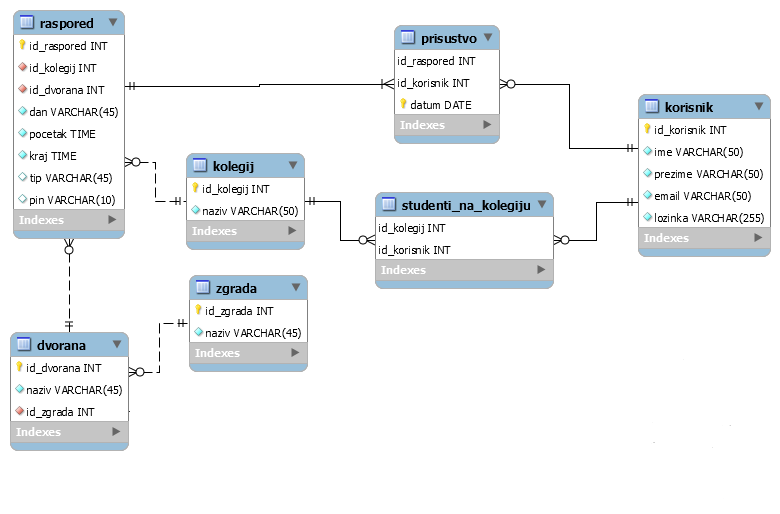 raspored
id_raspored INT
id_kolegij INT
id_dvorana INT
dan VARCHAR(45)
pocetak TIME
kraj TIME
tip VARCHAR(45)
pin VARCHAR(10)
Indexes
prisustvo
id_raspored INT
id_korisnik INT
datum DATE
Indexes
korisnik
id_korisnik INT
ime VARCHAR(50)
prezime VARCHAR(50)
email VARCHAR(50)
lozinka VARCHAR(255)
Indexes
kolegij
id_kolegij INT
naziv VARCHAR(50)
Indexes
studenti_na_kolegiju
id_kolegij INT
id_korisnik INT
Indexes
zgrada
id_zgrada INT
naziv VARCHAR(45)
Indexes
dvorana
id_dvorana INT
naziv VARCHAR(45)
id_zgrada INT
Indexes